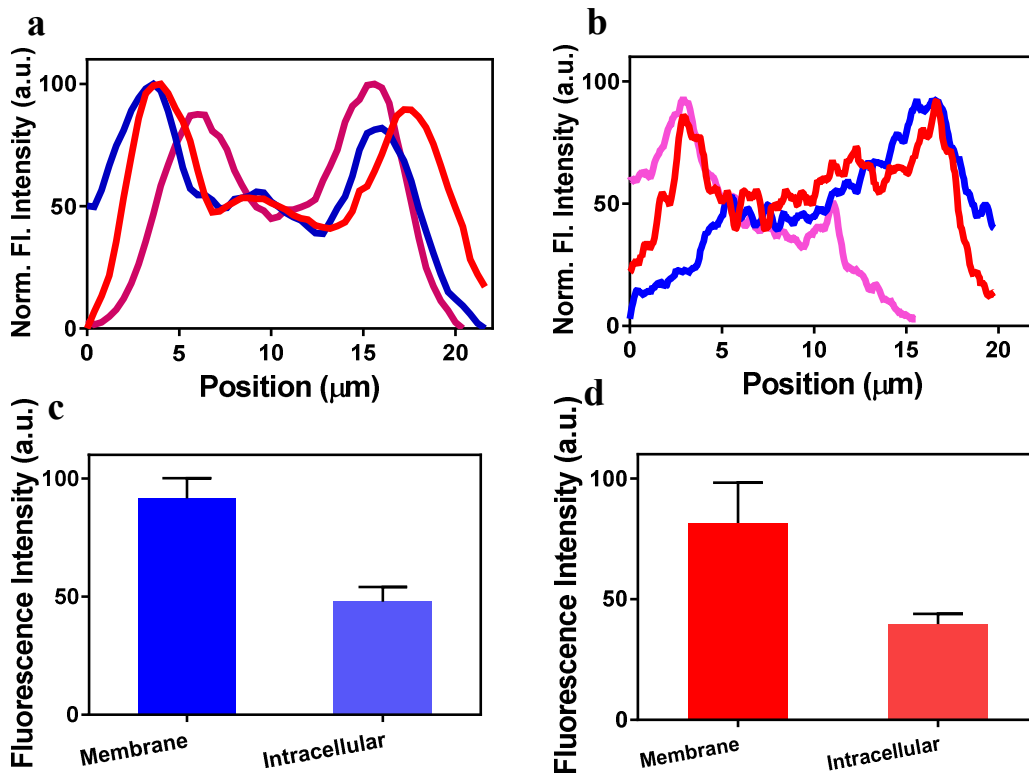 a
Norm. Fl. Intensity (a.u.)
100
50
0
0 5 10 15 20
Position (μm)
b
Norm. Fl. Intensity (a.u.)
100
50
0
0 5 10 15 20
Position (μm)
c
Fluorescence Intensity (a.u.)
100
50
0
Membrane Intracellular
d
Fluorescence Intensity (a.u.)
100
50
0
Membrane Intracellular